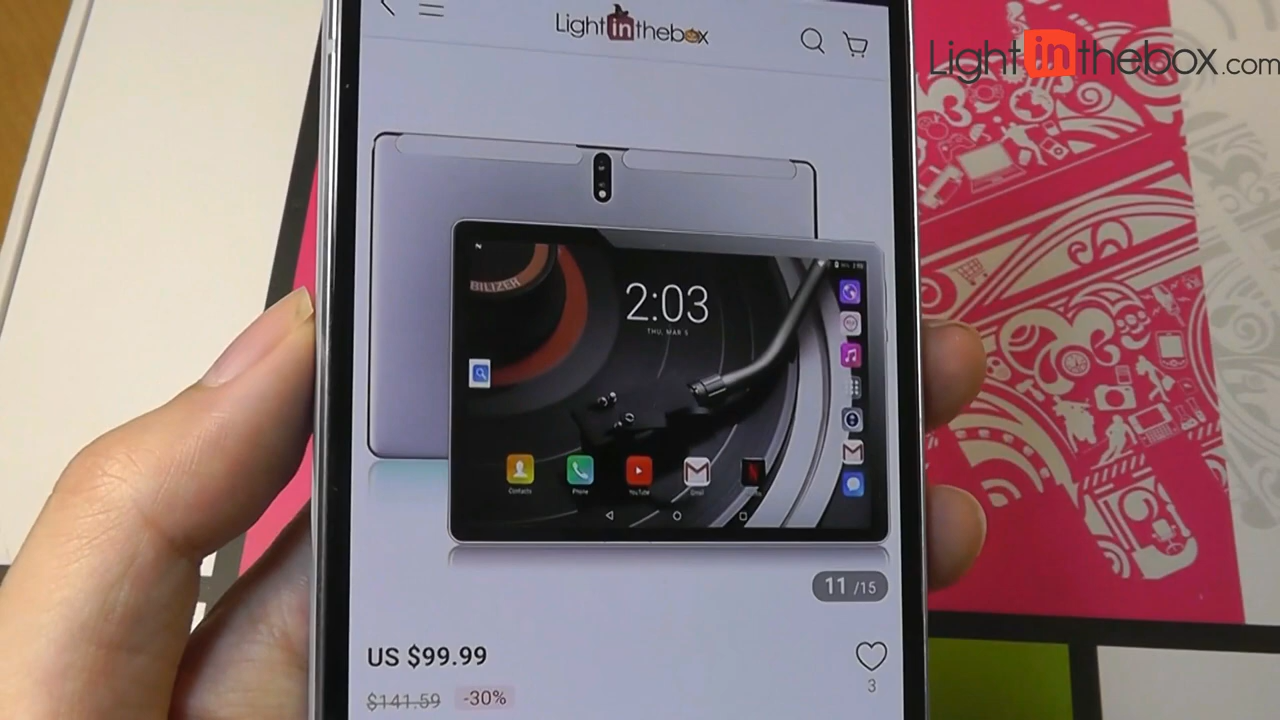 Lightinthebox
Lightinthebox.com
BILIZER
2:03
THU, MAR 5
Contacts
Phone
YouTube
Gmail
11/15
US $99.99
$141.59 -30%
3